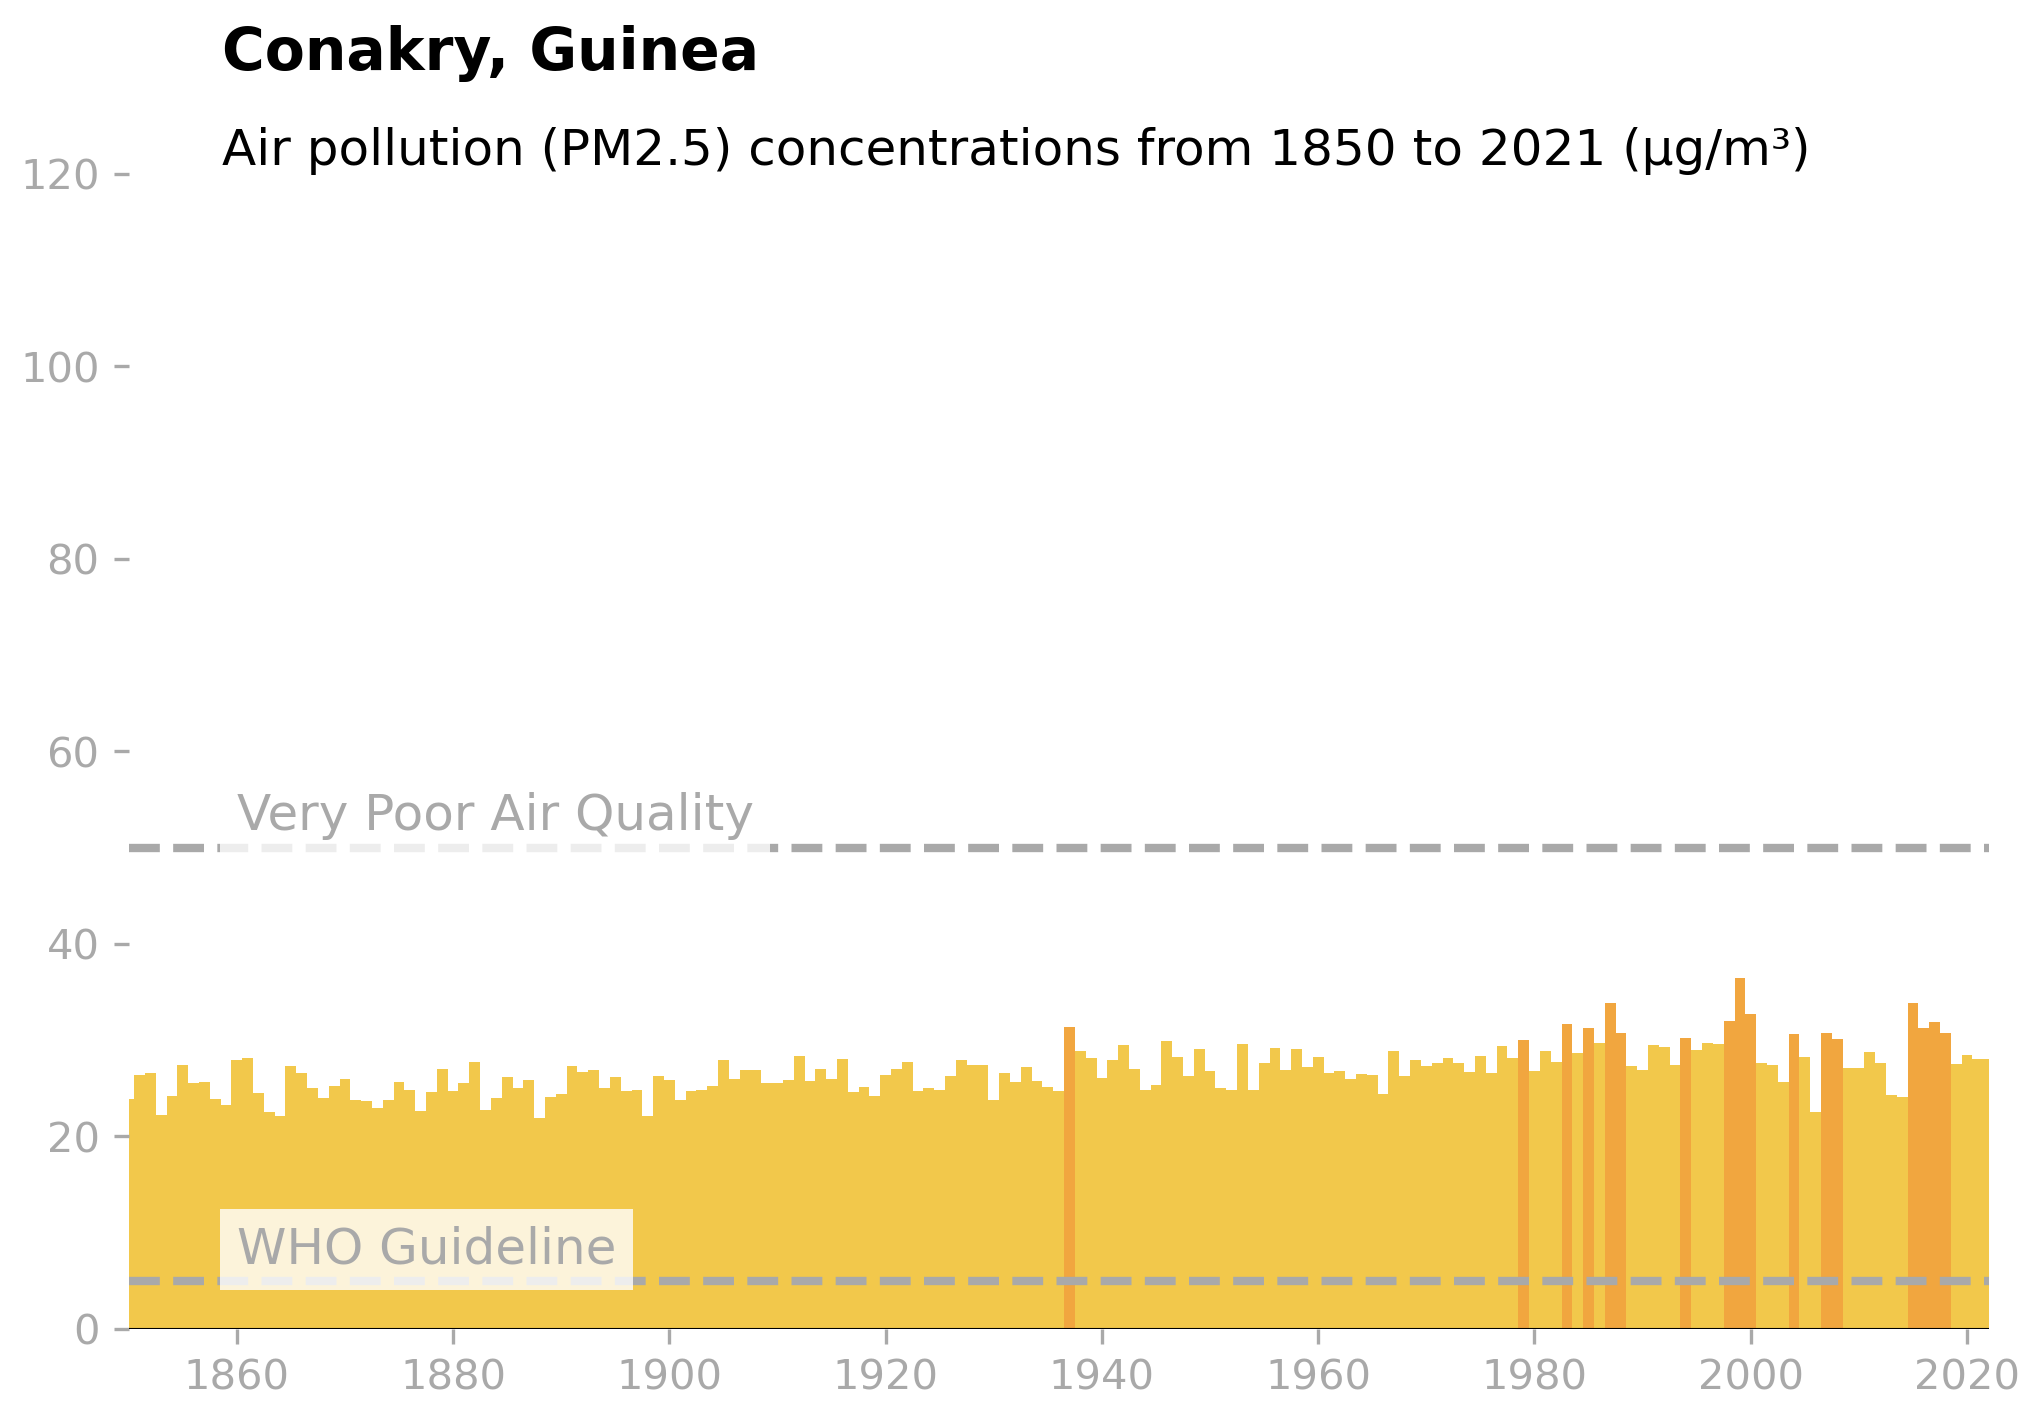 Conakry, Guinea
Air pollution (PM2.5) concentrations from 1850 to 2021 (μg/m³)
120
100
80
60
Very Poor Air Quality
40
20
WHO Guideline
0
1860 1880 1900 1920 1940 1960 1980 2000 2020